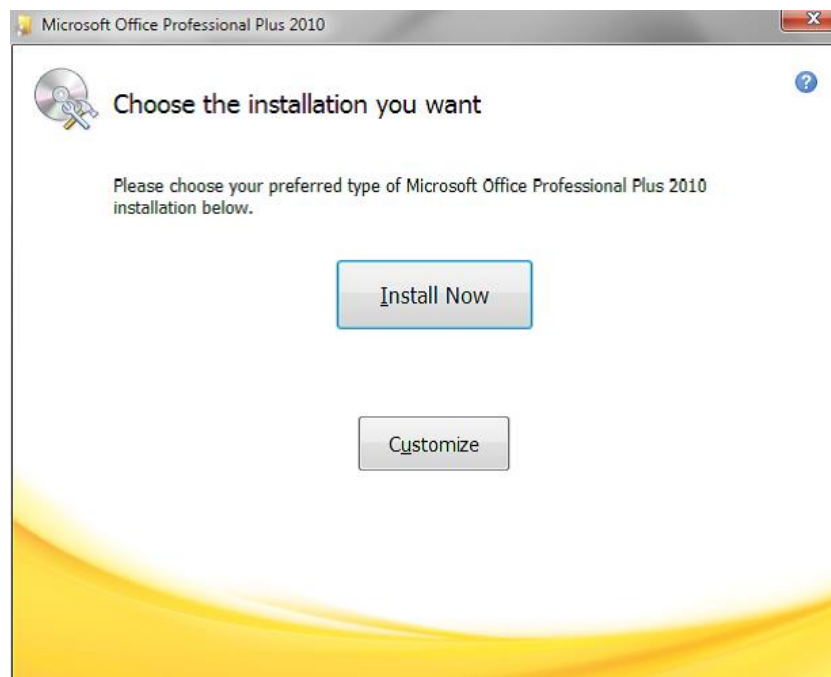 Microsoft Office Professional Plus 2010
x
?
Choose the installation you want
Please choose your preferred type of Microsoft Office Professional Plus 2010
installation below.
Install Now
Customize